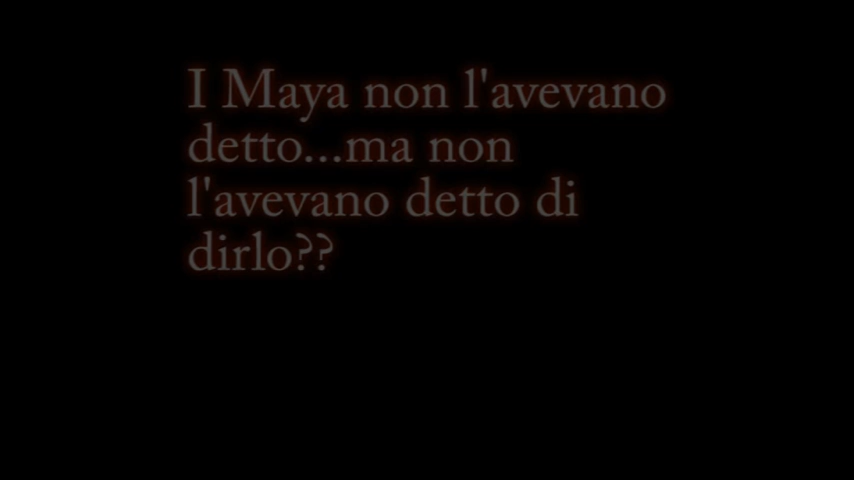 I Maya non l'avevano
detto...ma non
l'avevano detto di
dirlo??